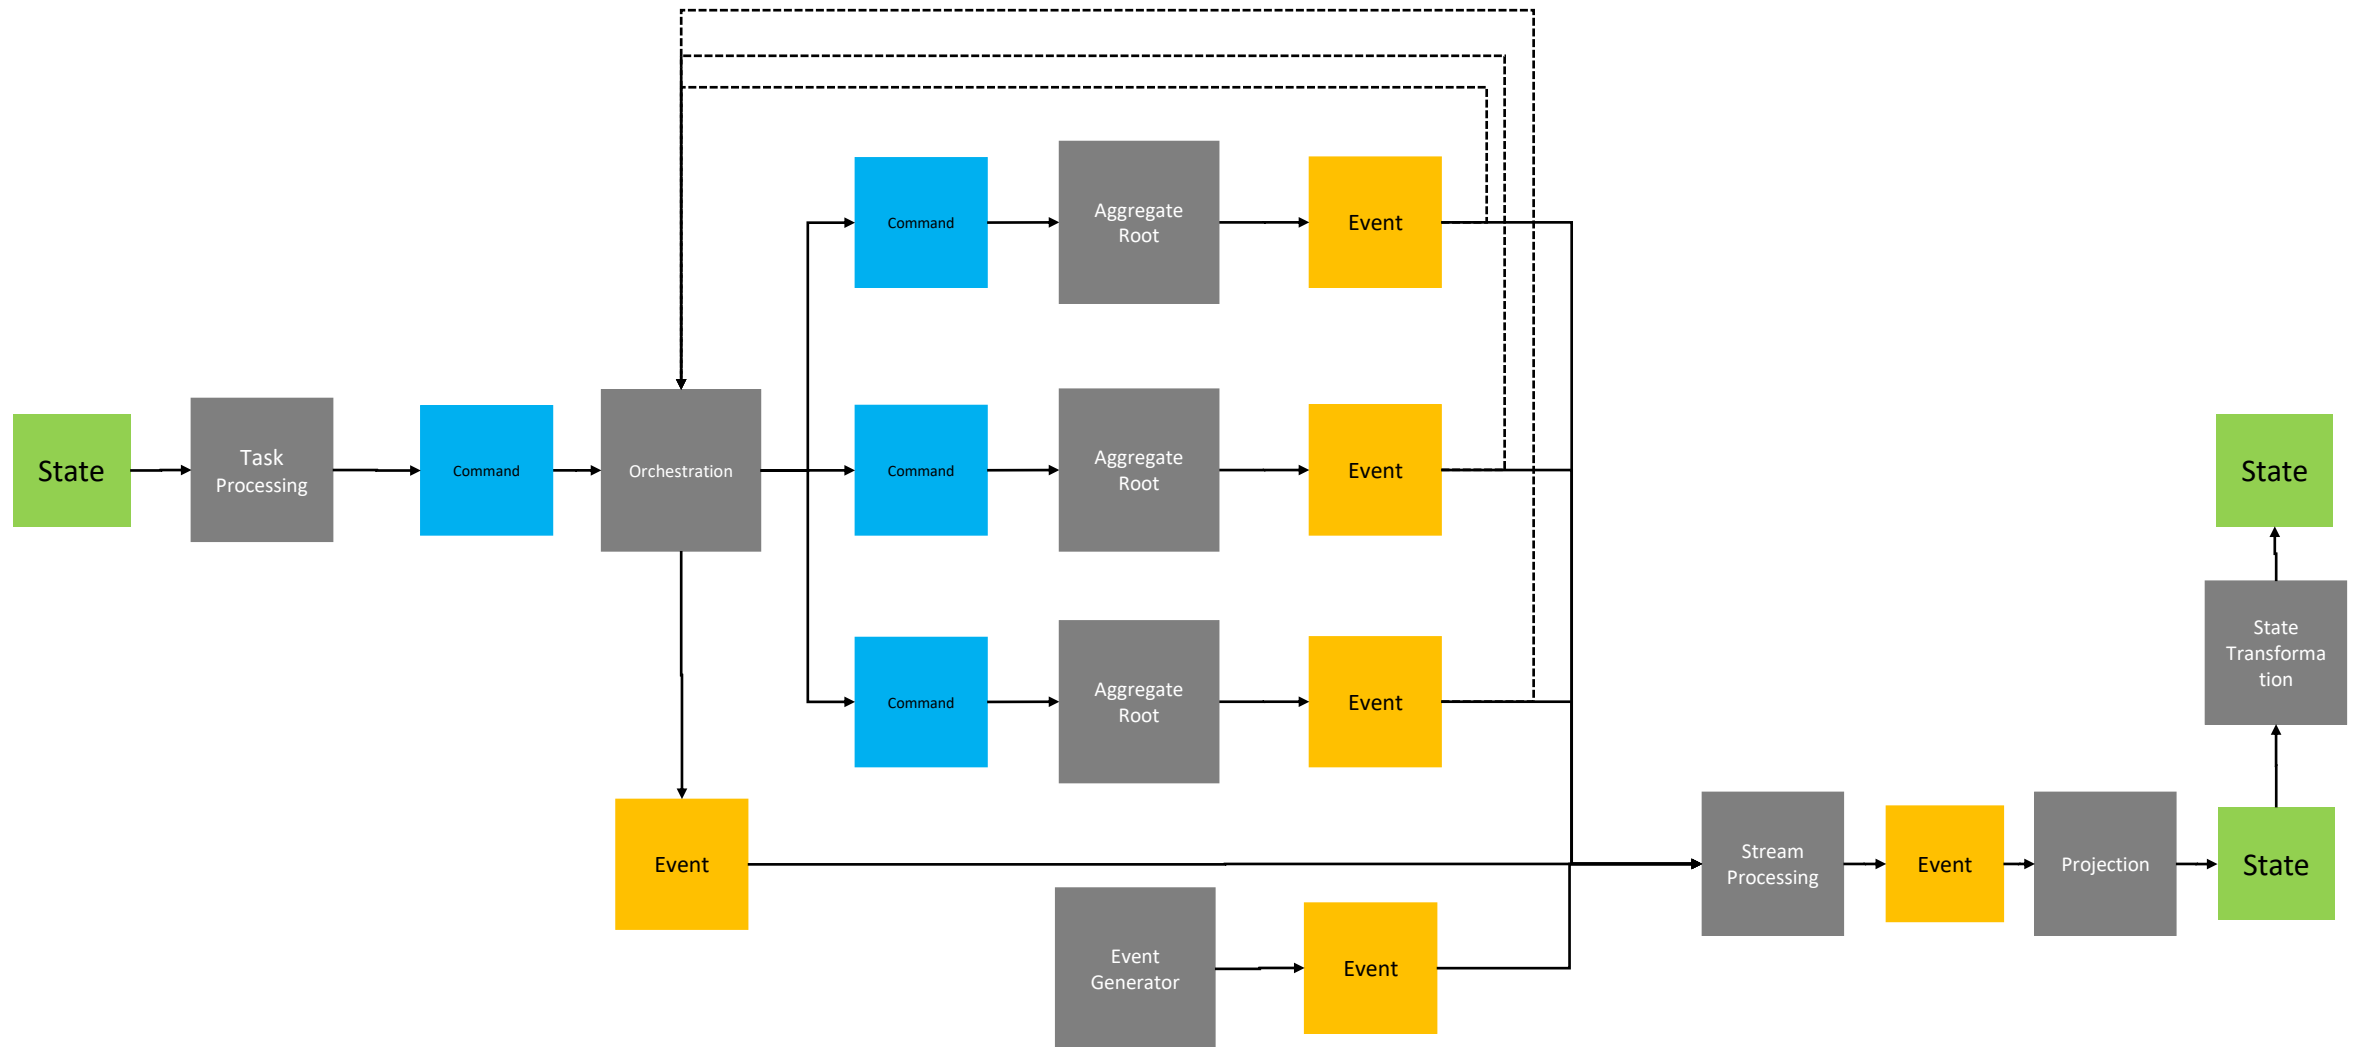 Command
Aggregate
Root
Event
State
Task
Processing
Command
Orchestration
Command
Aggregate
Root
Event
State
Command
Aggregate
Root
Event
State
Transforma
tion
Event
Stream
Processing
Event
Projection
State
Event
Generator
Event